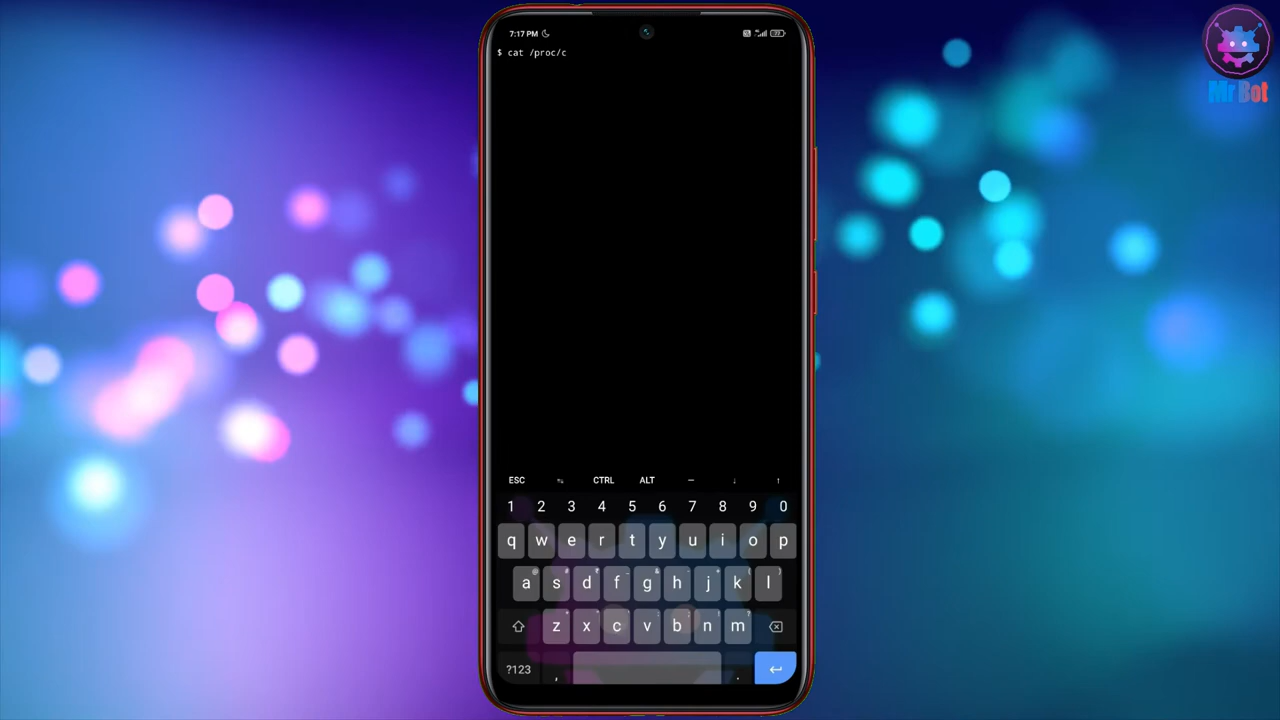 7:17 PM
$ cat /proc/c
Mr Bot
ESC CTRL ALT – ↓ ↑
1 2 3 4 5 6 7 8 9 0
q w e r t y u i o p
a s d f g h j k l
z x c v b n m
?123 , .